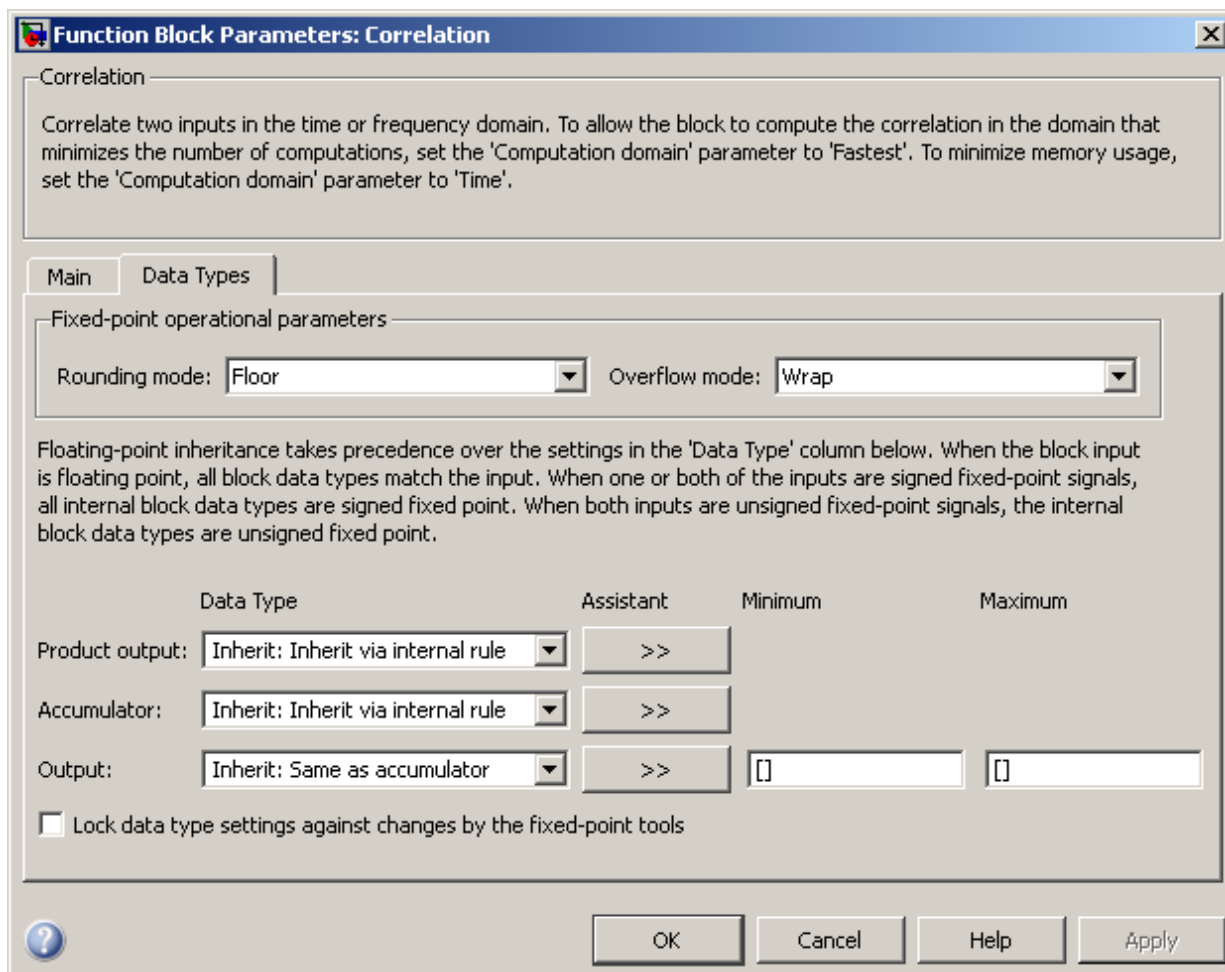 Function Block Parameters: Correlation
Correlation
Correlate two inputs in the time or frequency domain. To allow the block to compute the correlation in the domain that
minimizes the number of computations, set the 'Computation domain' parameter to 'Fastest'. To minimize memory usage,
set the 'Computation domain' parameter to 'Time'.
Main Data Types
Fixed-point operational parameters
Rounding mode: Floor Overflow mode: Wrap
Floating-point inheritance takes precedence over the settings in the 'Data Type' column below. When the block input
is floating point, all block data types match the input. When one or both of the inputs are signed fixed-point signals,
all internal block data types are signed fixed point. When both inputs are unsigned fixed-point signals, the internal
block data types are unsigned fixed point.
Data Type Assistant Minimum Maximum
Product output: Inherit: Inherit via internal rule >>
Accumulator: Inherit: Inherit via internal rule >>
Output: Inherit: Same as accumulator >> [] []
Lock data type settings against changes by the fixed-point tools
? OK Cancel Help Apply